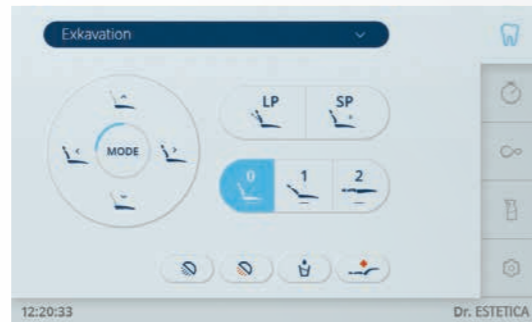 Exkavation
LP SP
MODE
0 1 2
12:20:33 Dr. ESTETICA